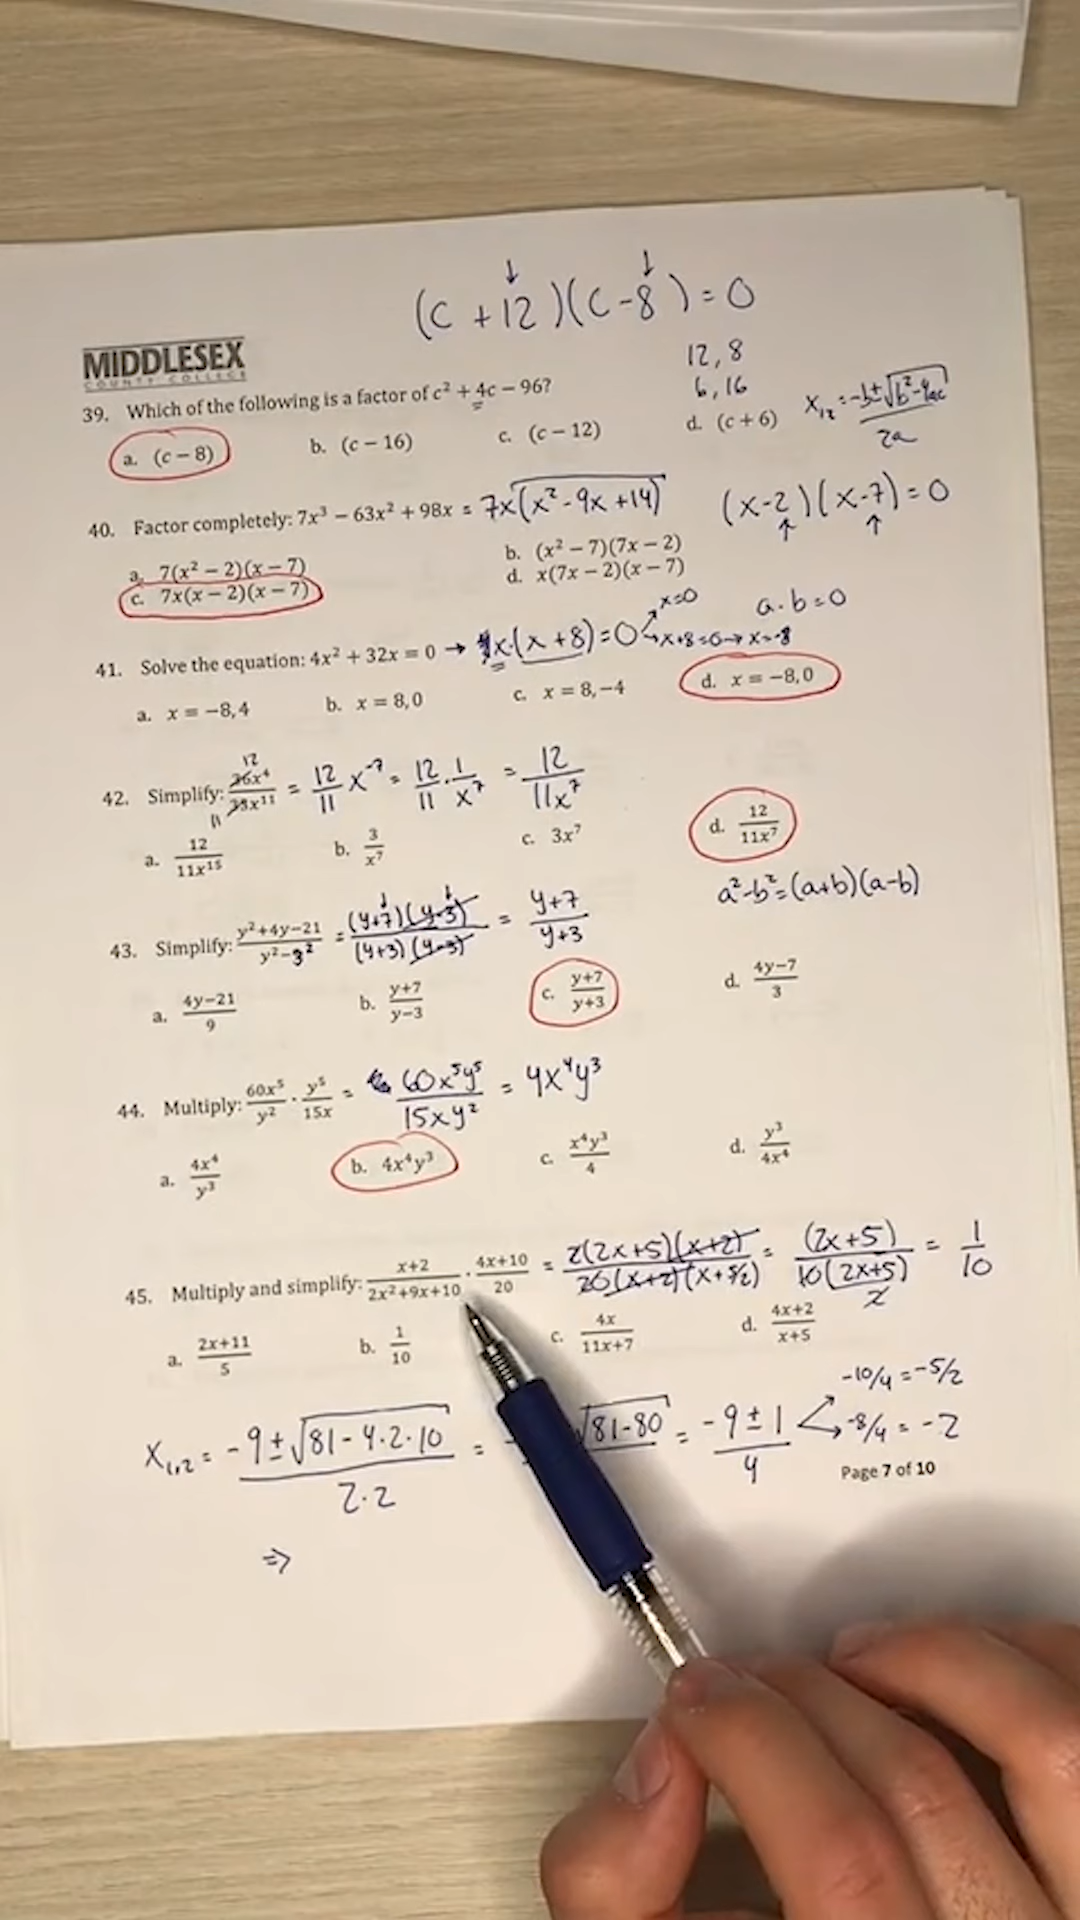 (c + 12)(c - 8) = 0
12, 8
6, 16
MIDDLESEX
COUNTY COLLEGE
39. Which of the following is a factor of c² + 4c − 96?
x₁₂ = -b±√(b²-4ac) / 2a
a. (c − 8) b. (c − 16) c. (c − 12) d. (c + 6)
40. Factor completely: 7x³ − 63x² + 98x = 7x(x² - 9x + 14) (x-2)(x-7) = 0
a. 7(x² − 2)(x − 7) b. (x² − 7)(7x − 2)
c. 7x(x − 2)(x − 7) d. x(7x − 2)(x − 7)
x=0 a·b=0
41. Solve the equation: 4x² + 32x = 0 → 4x·(x + 8) = 0 x+8=0→x=-8
a. x = −8, 4 b. x = 8, 0 c. x = 8, −4 d. x = −8, 0
12
42. Simplify: 36x⁴/33x¹¹ = 12/11 x⁻⁷ = 12/11 · 1/x⁷ = 12/11x⁷
11
a. 12/11x¹⁵ b. 3/x⁷ c. 3x⁷ d. 12/11x⁷
a²-b²=(a+b)(a-b)
43. Simplify: y²+4y−21/y²−3² = (y+7)(y-3)/(y+3)(y-3) = y+7/y+3
a. 4y−21/9 b. y+7/y−3 c. y+7/y+3 d. 4y−7/3
44. Multiply: 60x⁵/y² · y⁵/15x = 60x⁵y⁵/15xy² = 4x⁴y³
a. 4x⁴/y³ b. 4x⁴y³ c. x⁴y³/4 d. y³/4x⁴
45. Multiply and simplify: x+2/2x²+9x+10 · 4x+10/20 = 2(2x+5)(x+2)/20(x+2)(x+5/2) = (2x+5)/10(2x+5)/2 = 1/10
a. 2x+11/5 b. 1/10 c. 4x/11x+7 d. 4x+2/x+5
-10/4 = -5/2
x₁,₂ = -9±√(81-4·2·10) / 2·2 = √(81-80) = -9±1 / 4 -8/4 = -2
Page 7 of 10
⇒